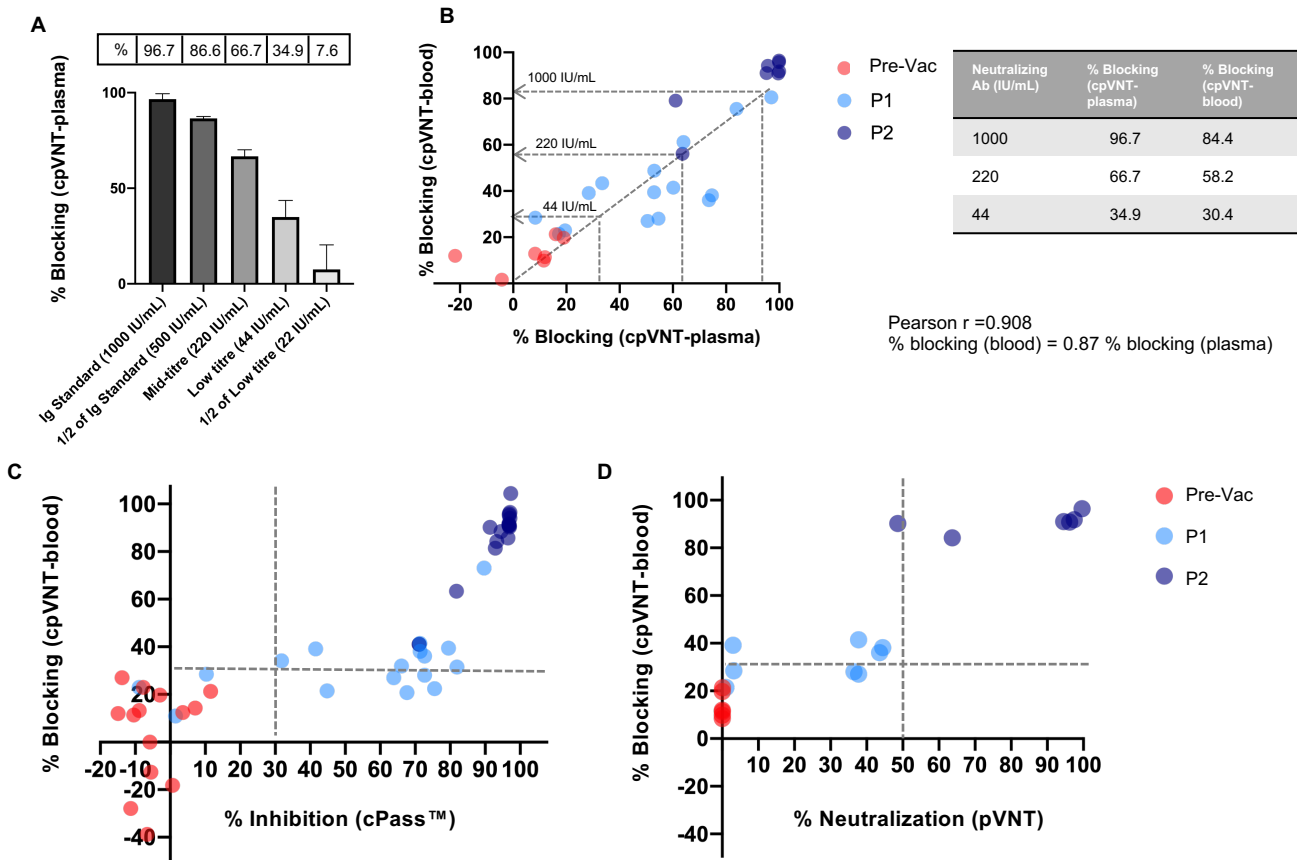 A
% 96.7 86.6 66.7 34.9 7.6
% Blocking (cpVNT-plasma)
100
50
0
Ig Standard (1000 IU/mL)
1/2 of Ig Standard (500 IU/mL)
Mid-titre (220 IU/mL)
Low titre (44 IU/mL)
1/2 of Low titre (22 IU/mL)
B
% Blocking (cpVNT-blood)
100
80
60
40
20
1000 IU/mL
220 IU/mL
44 IU/mL
-20 0 20 40 60 80 100
% Blocking (cpVNT-plasma)
Pre-Vac
P1
P2
Neutralizing Ab (IU/mL) % Blocking (cpVNT-plasma) % Blocking (cpVNT-blood)
1000 96.7 84.4
220 66.7 58.2
44 34.9 30.4
Pearson r =0.908
% blocking (blood) = 0.87 % blocking (plasma)
C
% Blocking (cpVNT-blood)
100
80
60
40
20
-20
-40
-20 -10 10 20 30 40 50 60 70 80 90 100
% Inhibition (cPass™)
D
% Blocking (cpVNT-blood)
100
80
60
40
20
0
-20
-40
10 20 30 40 50 60 70 80 90 100
% Neutralization (pVNT)
Pre-Vac
P1
P2